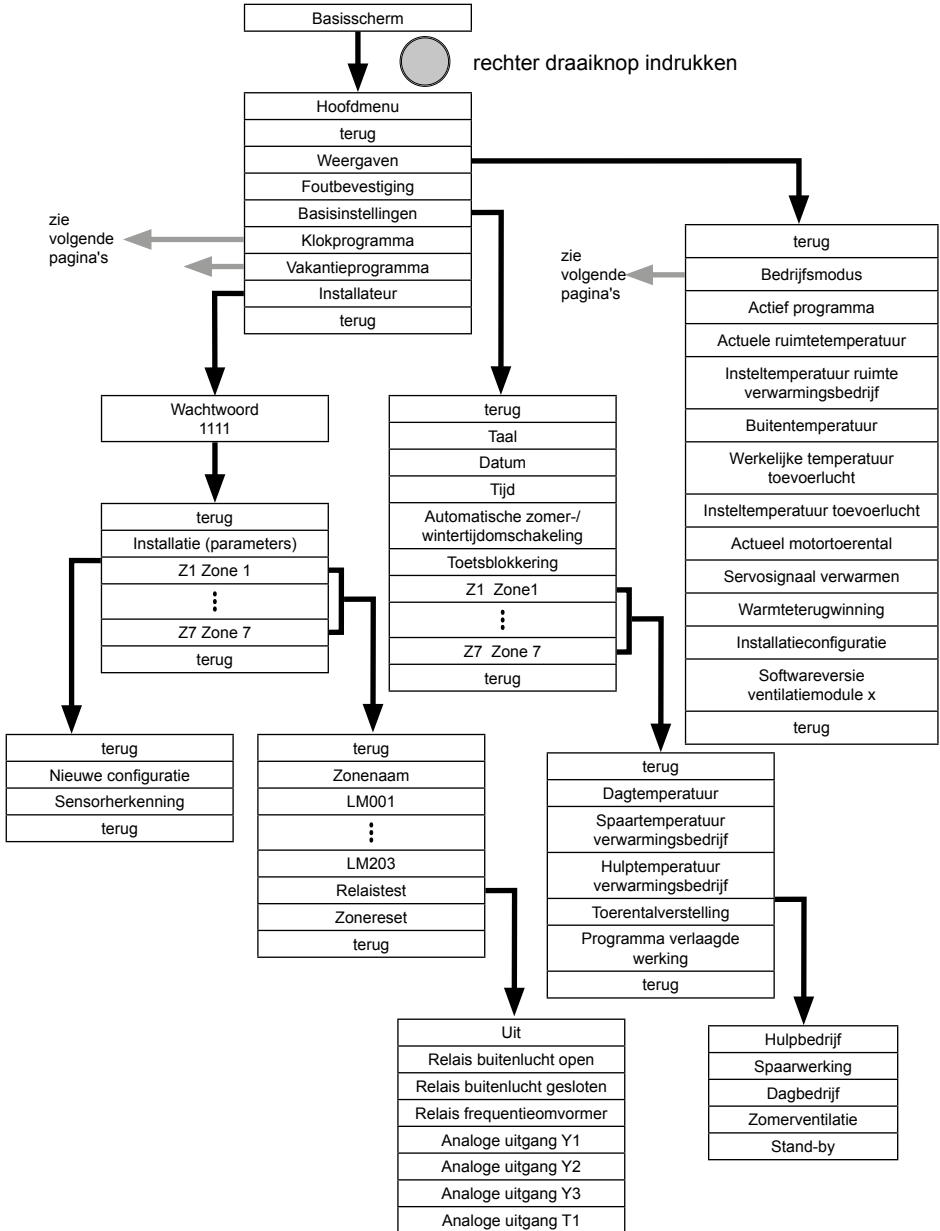 Basisscherm
rechter draaiknop indrukken
Hoofdmenu
terug
Weergaven
Foutbevestiging
Basisinstellingen
Klokprogramma
Vakantieprogramma
Installateur
terug
zie
volgende
pagina's
zie
volgende
pagina's
terug
Bedrijfsmodus
Actief programma
Actuele ruimtetemperatuur
Insteltemperatuur ruimte
verwarmingsbedrijf
Buitentemperatuur
Werkelijke temperatuur
toevoerlucht
Insteltemperatuur toevoerlucht
Actueel motortoerental
Servosignaal verwarmen
Warmteterugwinning
Installatieconfiguratie
Softwareversie
ventilatiemodule x
terug
Wachtwoord
1111
terug
Taal
Datum
Tijd
Automatische zomer-/
wintertijdomschakeling
Toetsblokkering
Z1 Zone1
Z7 Zone 7
terug
terug
Installatie (parameters)
Z1 Zone 1
Z7 Zone 7
terug
terug
Nieuwe configuratie
Sensorherkenning
terug
terug
Zonenaam
LM001
LM203
Relaistest
Zonereset
terug
terug
Dagtemperatuur
Spaartemperatuur
verwarmingsbedrijf
Hulptemperatuur
verwarmingsbedrijf
Toerentalverstelling
Programma verlaagde
werking
terug
Uit
Relais buitenlucht open
Relais buitenlucht gesloten
Relais frequentieomvormer
Analoge uitgang Y1
Analoge uitgang Y2
Analoge uitgang Y3
Analoge uitgang T1
Hulpbedrijf
Spaarwerking
Dagbedrijf
Zomerventilatie
Stand-by